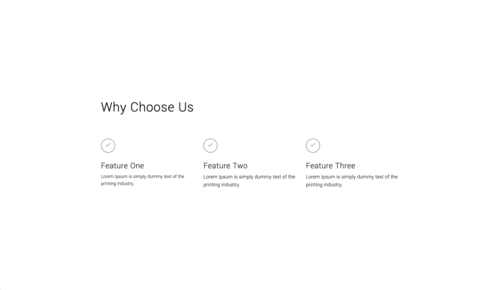 Why Choose Us
Feature One
Lorem Ipsum is simply dummy text of the
printing industry.
Feature Two
Lorem Ipsum is simply dummy text of the
printing industry.
Feature Three
Lorem Ipsum is simply dummy text of the
printing industry.